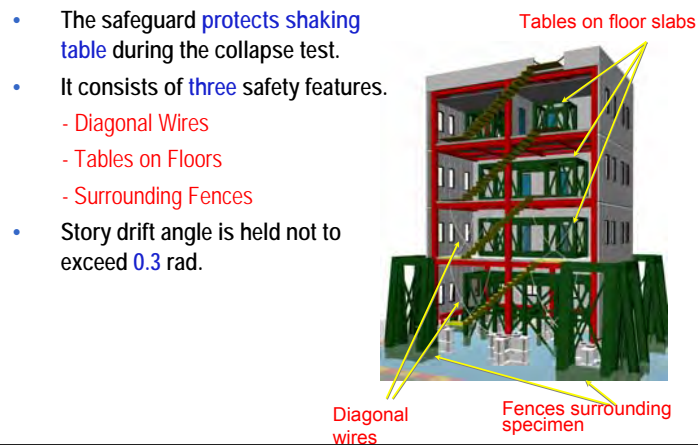 • The safeguard protects shaking
table during the collapse test.
• It consists of three safety features.
- Diagonal Wires
- Tables on Floors
- Surrounding Fences
• Story drift angle is held not to
exceed 0.3 rad.
Tables on floor slabs
Diagonal
wires
Fences surrounding
specimen